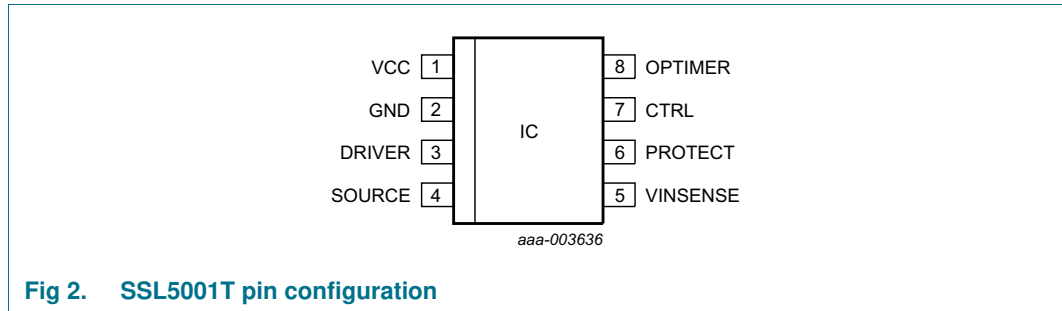 VCC 1 8 OPTIMER
GND 2 7 CTRL
IC
DRIVER 3 6 PROTECT
SOURCE 4 5 VINSENSE
aaa-003636
Fig 2. SSL5001T pin configuration